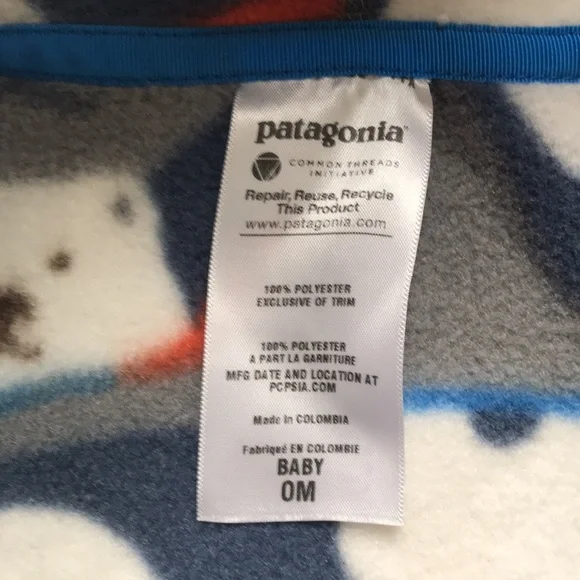 patagonia®
COMMON THREADS
INITIATIVE
Repair, Reuse, Recycle
This Product
www.patagonia.com
100% POLYESTER
EXCLUSIVE OF TRIM
100% POLYESTER
A PART LA GARNITURE
MFG DATE AND LOCATION AT
PCPSIA.COM
Made in COLOMBIA
Fabriqué EN COLOMBIE
BABY
0M